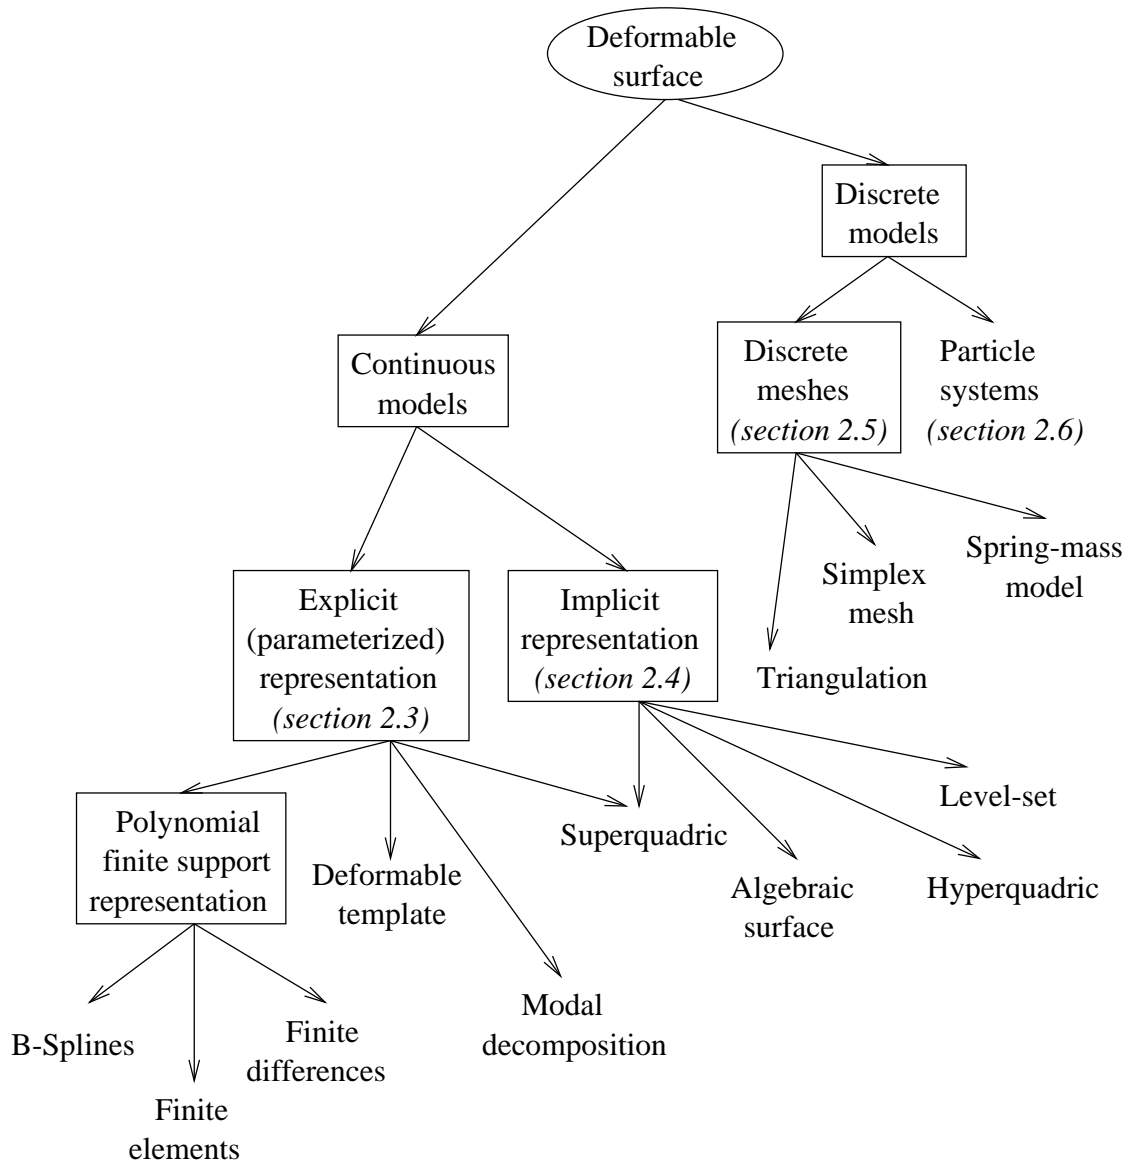 Deformable
surface
Discrete
models
Continuous
models
Discrete
meshes
(section 2.5)
Particle
systems
(section 2.6)
Spring-mass
model
Simplex
mesh
Triangulation
Explicit
(parameterized)
representation
(section 2.3)
Implicit
representation
(section 2.4)
Level-set
Polynomial
finite support
representation
Deformable
template
Superquadric
Algebraic
surface
Hyperquadric
B-Splines
Finite
differences
Modal
decomposition
Finite
elements